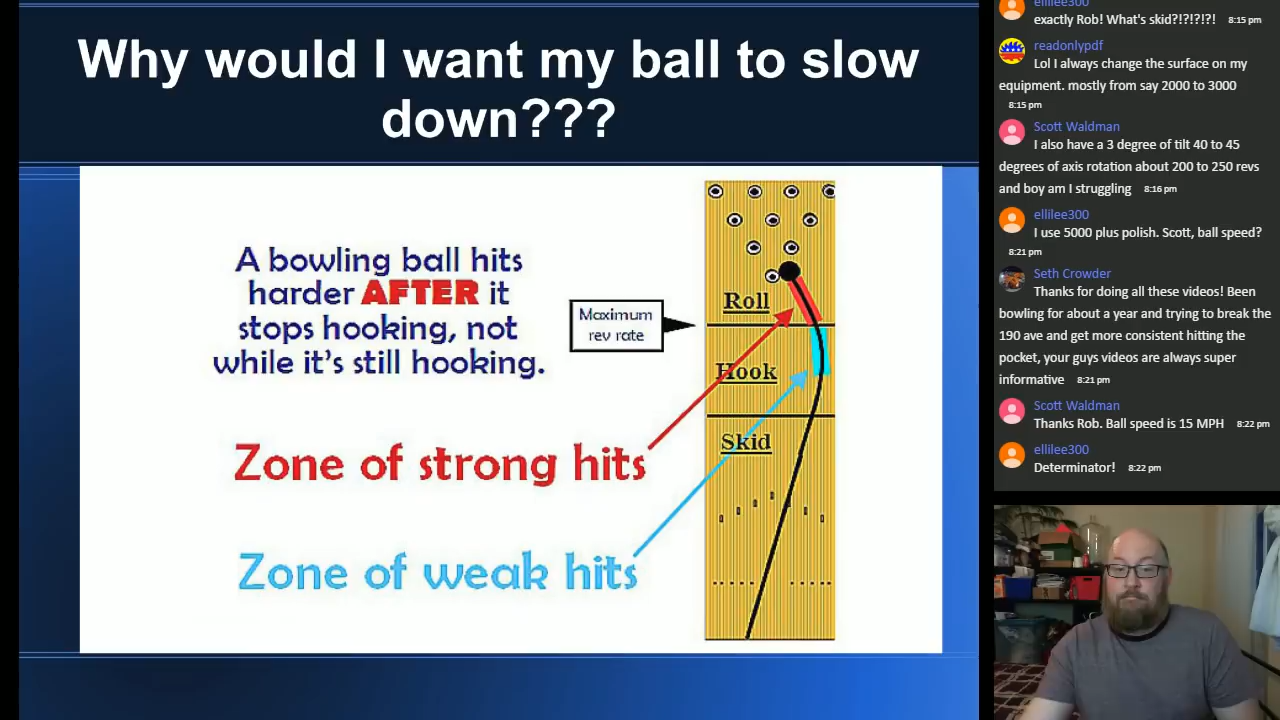 Why would I want my ball to slow
down???
A bowling ball hits
harder AFTER it
stops hooking, not
while it's still hooking.
Maximum
rev rate
Roll
Hook
Skid
Zone of strong hits
Zone of weak hits
ellilee300
exactly Rob! What's skid?!?!?!?! 8:15 pm
readonlypdf
Lol I always change the surface on my
equipment. mostly from say 2000 to 3000
8:15 pm
Scott Waldman
I also have a 3 degree of tilt 40 to 45
degrees of axis rotation about 200 to 250 revs
and boy am I struggling 8:16 pm
ellilee300
I use 5000 plus polish. Scott, ball speed?
8:21 pm
Seth Crowder
Thanks for doing all these videos! Been
bowling for about a year and trying to break the
190 ave and get more consistent hitting the
pocket, your guys videos are always super
informative 8:21 pm
Scott Waldman
Thanks Rob. Ball speed is 15 MPH 8:22 pm
ellilee300
Determinator! 8:22 pm